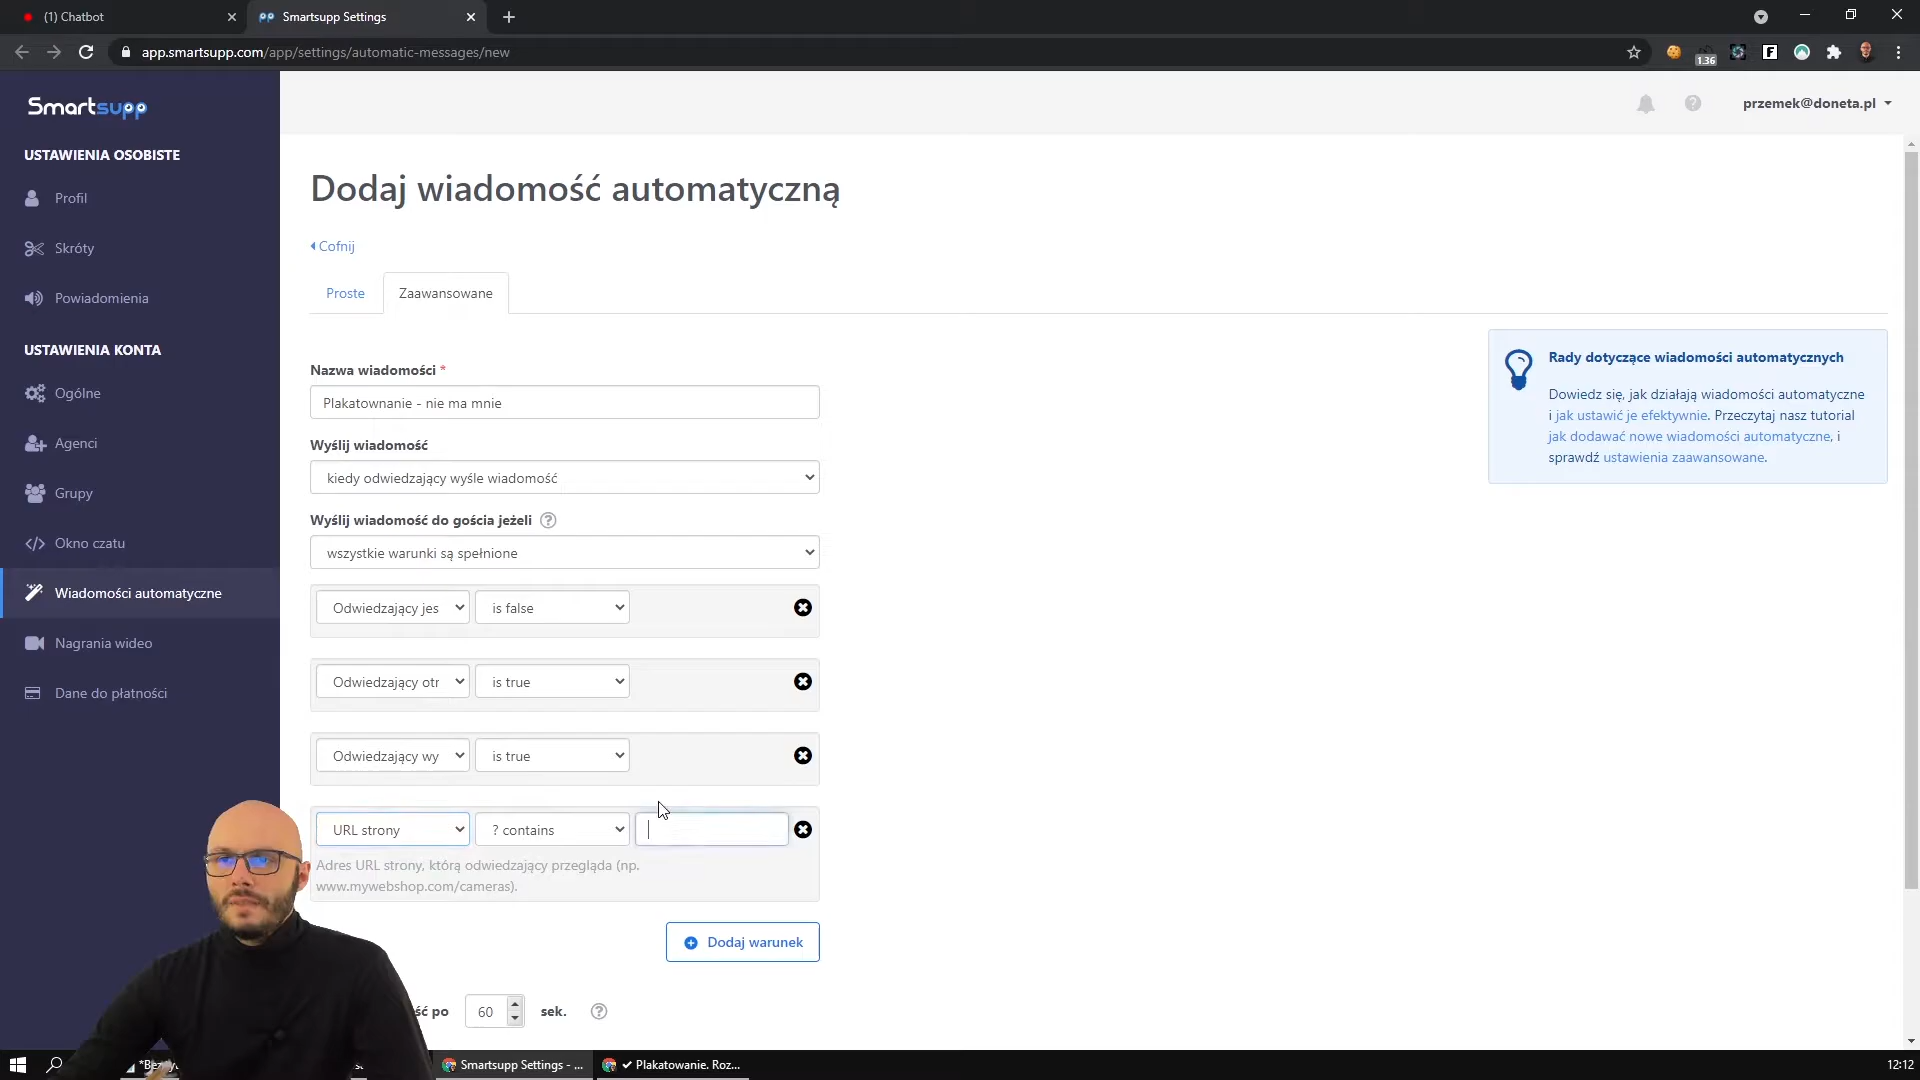 (1) Chatbot
Smartsupp Settings
app.smartsupp.com/app/settings/automatic-messages/new
1.36
Smartsupp
przemek@doneta.pl
USTAWIENIA OSOBISTE
Profil
Skróty
Powiadomienia
USTAWIENIA KONTA
Ogólne
Agenci
Grupy
Okno czatu
Wiadomości automatyczne
Nagrania wideo
Dane do płatności
Dodaj wiadomość automatyczną
Cofnij
Proste
Zaawansowane
Nazwa wiadomości *
Plakatownanie - nie ma mnie
Wyślij wiadomość
kiedy odwiedzający wyśle wiadomość
Wyślij wiadomość do gościa jeżeli ?
wszystkie warunki są spełnione
Odwiedzający jes is false
Odwiedzający otr is true
Odwiedzający wy is true
URL strony ? contains
Adres URL strony, którą odwiedzający przegląda (np.
www.mywebshop.com/cameras).
Dodaj warunek
ść po 60 sek. ?
Rady dotyczące wiadomości automatycznych
Dowiedz się, jak działają wiadomości automatyczne
i jak ustawić je efektywnie. Przeczytaj nasz tutorial
jak dodawać nowe wiadomości automatyczne, i
sprawdź ustawienia zaawansowane.
Smartsupp Settings - ...
✓ Plakatowanie. Roz...
12:12